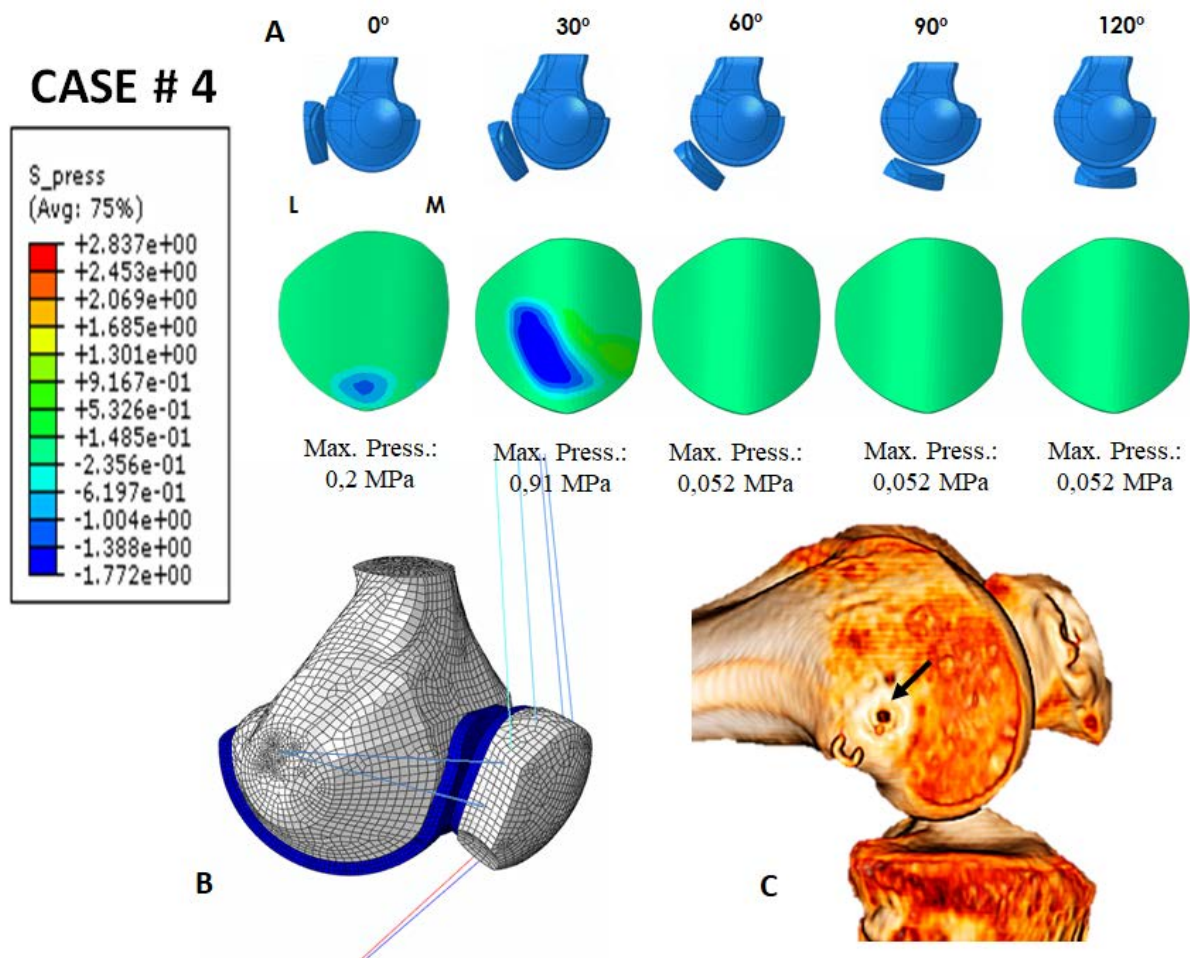 A
0º 30º 60º 90º 120º
CASE # 4
S_press
(Avg: 75%)
+2.837e+00
+2.453e+00
+2.069e+00
+1.685e+00
+1.301e+00
+9.167e-01
+5.326e-01
+1.485e-01
-2.356e-01
-6.197e-01
-1.004e+00
-1.388e+00
-1.772e+00
L M
Max. Press.: Max. Press.: Max. Press.: Max. Press.: Max. Press.:
0,2 MPa 0,91 MPa 0,052 MPa 0,052 MPa 0,052 MPa
B
C